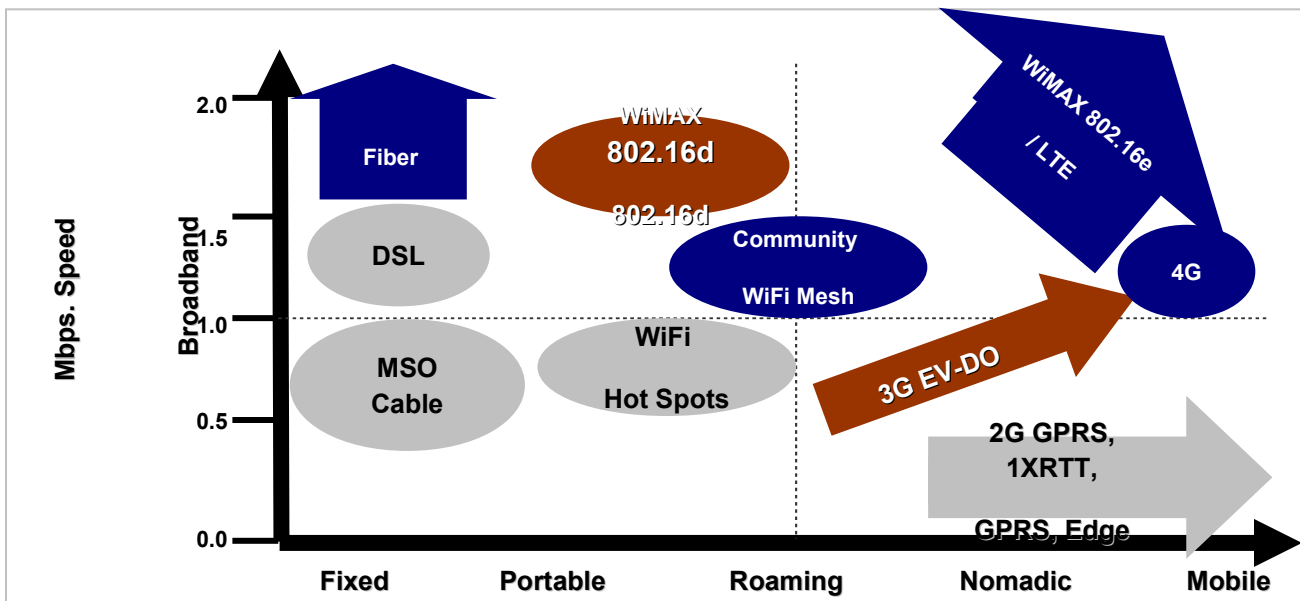 Mbps. Speed
Broadband
2.0
1.5
1.0
0.5
0.0
Fiber
DSL
MSO
Cable
WiMAX
802.16d
802.16d
Community
WiFi Mesh
WiFi
Hot Spots
WiMAX 802.16e
/ LTE
4G
3G EV-DO
2G GPRS,
1XRTT,
GPRS, Edge
Fixed
Portable
Roaming
Nomadic
Mobile